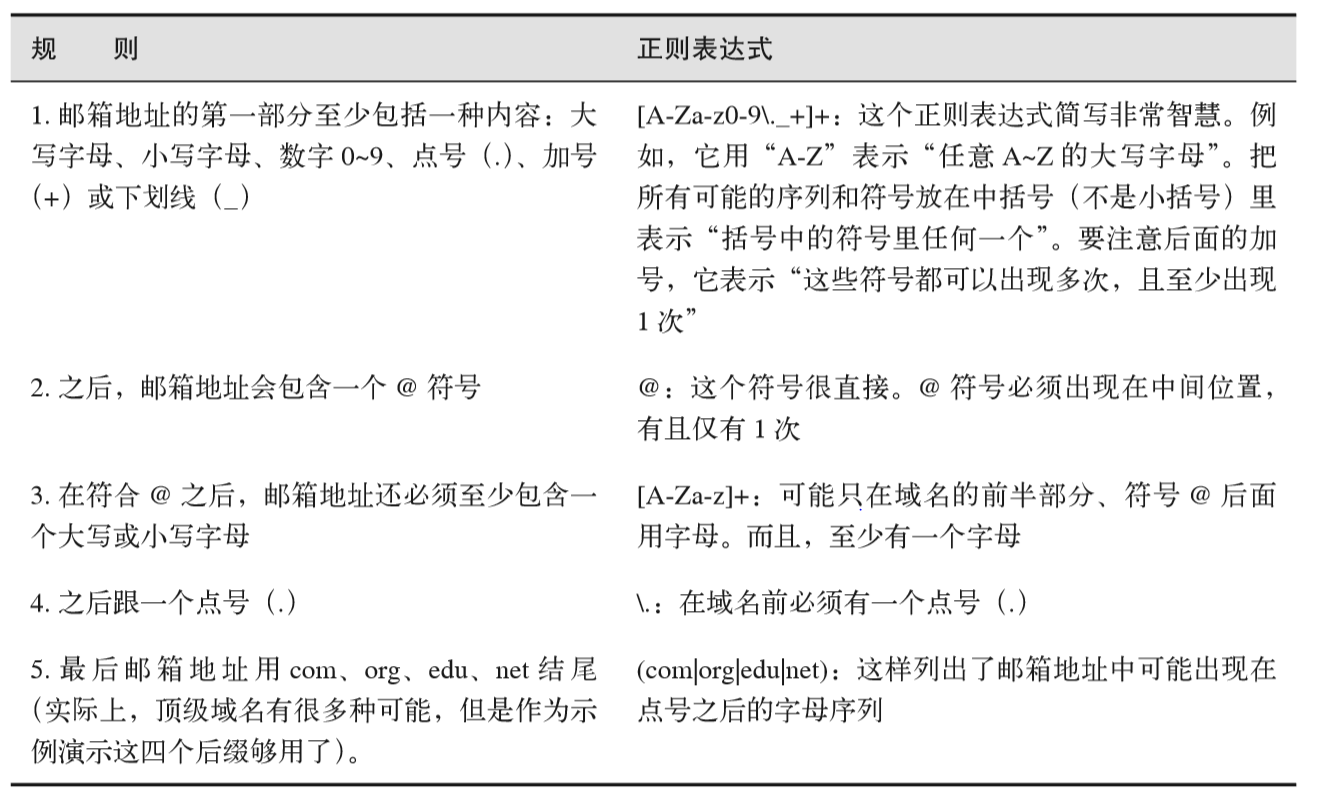 规 则
正则表达式
1. 邮箱地址的第一部分至少包括一种内容：大
写字母、小写字母、数字 0~9、点号（.）、加号
（+）或下划线（_）
[A-Za-z0-9\._+]+：这个正则表达式简写非常智慧。例
如，它用“A-Z”表示“任意 A~Z 的大写字母”。把
所有可能的序列和符号放在中括号（不是小括号）里
表示“括号中的符号里任何一个”。要注意后面的加
号，它表示“这些符号都可以出现多次，且至少出现
1 次”
2. 之后，邮箱地址会包含一个 @ 符号
@：这个符号很直接。@ 符号必须出现在中间位置，
有且仅有 1 次
3. 在符合 @ 之后，邮箱地址还必须至少包含一
个大写或小写字母
[A-Za-z]+：可能只在域名的前半部分、符号 @ 后面
用字母。而且，至少有一个字母
4. 之后跟一个点号（.）
\.：在域名前必须有一个点号（.）
5. 最后邮箱地址用 com、org、edu、net 结尾
（实际上，顶级域名有很多种可能，但是作为示
例演示这四个后缀够用了）。
(com|org|edu|net)：这样列出了邮箱地址中可能出现在
点号之后的字母序列